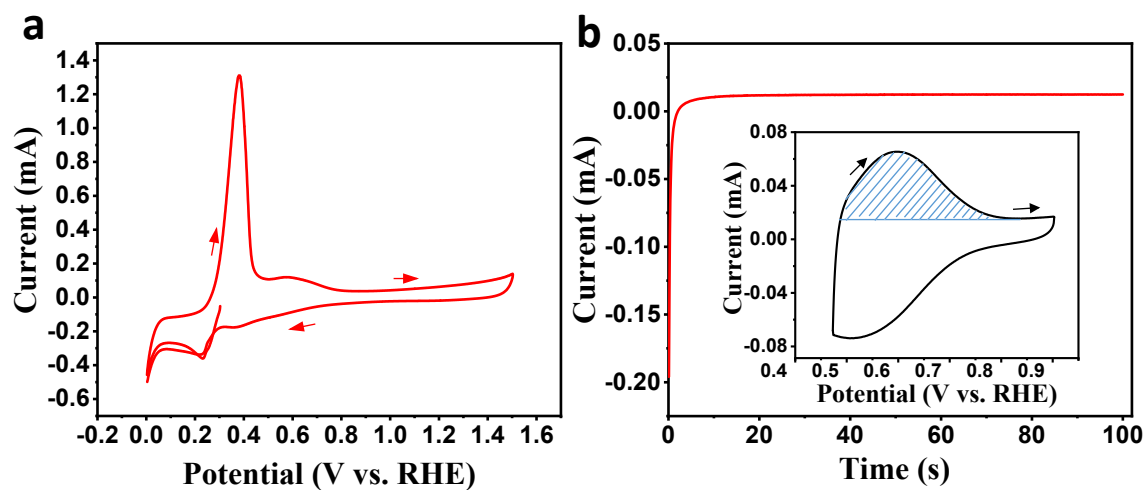 a
1.4
1.2
1.0
0.8
0.6
0.4
0.2
0.0
-0.2
-0.4
-0.6
Current (mA)
-0.2 0.0 0.2 0.4 0.6 0.8 1.0 1.2 1.4 1.6
Potential (V vs. RHE)
b
0.05
0.00
-0.05
-0.10
-0.15
-0.20
Current (mA)
0.08
0.04
0.00
-0.04
-0.08
Current (mA)
0.4 0.5 0.6 0.7 0.8 0.9 1
Potential (V vs. RHE)
0 20 40 60 80 100
Time (s)